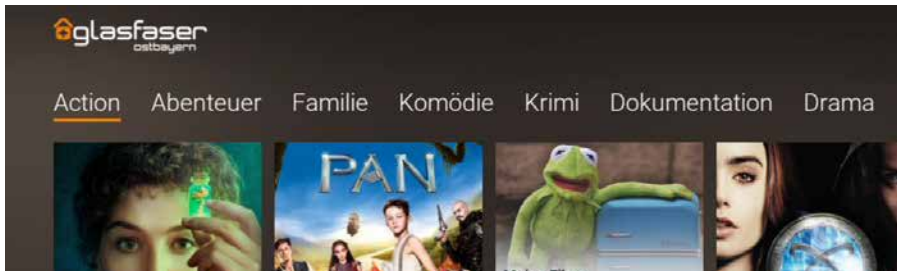 glasfaser
ostbayern
Action Abenteuer Familie Komödie Krimi Dokumentation Drama
PAN